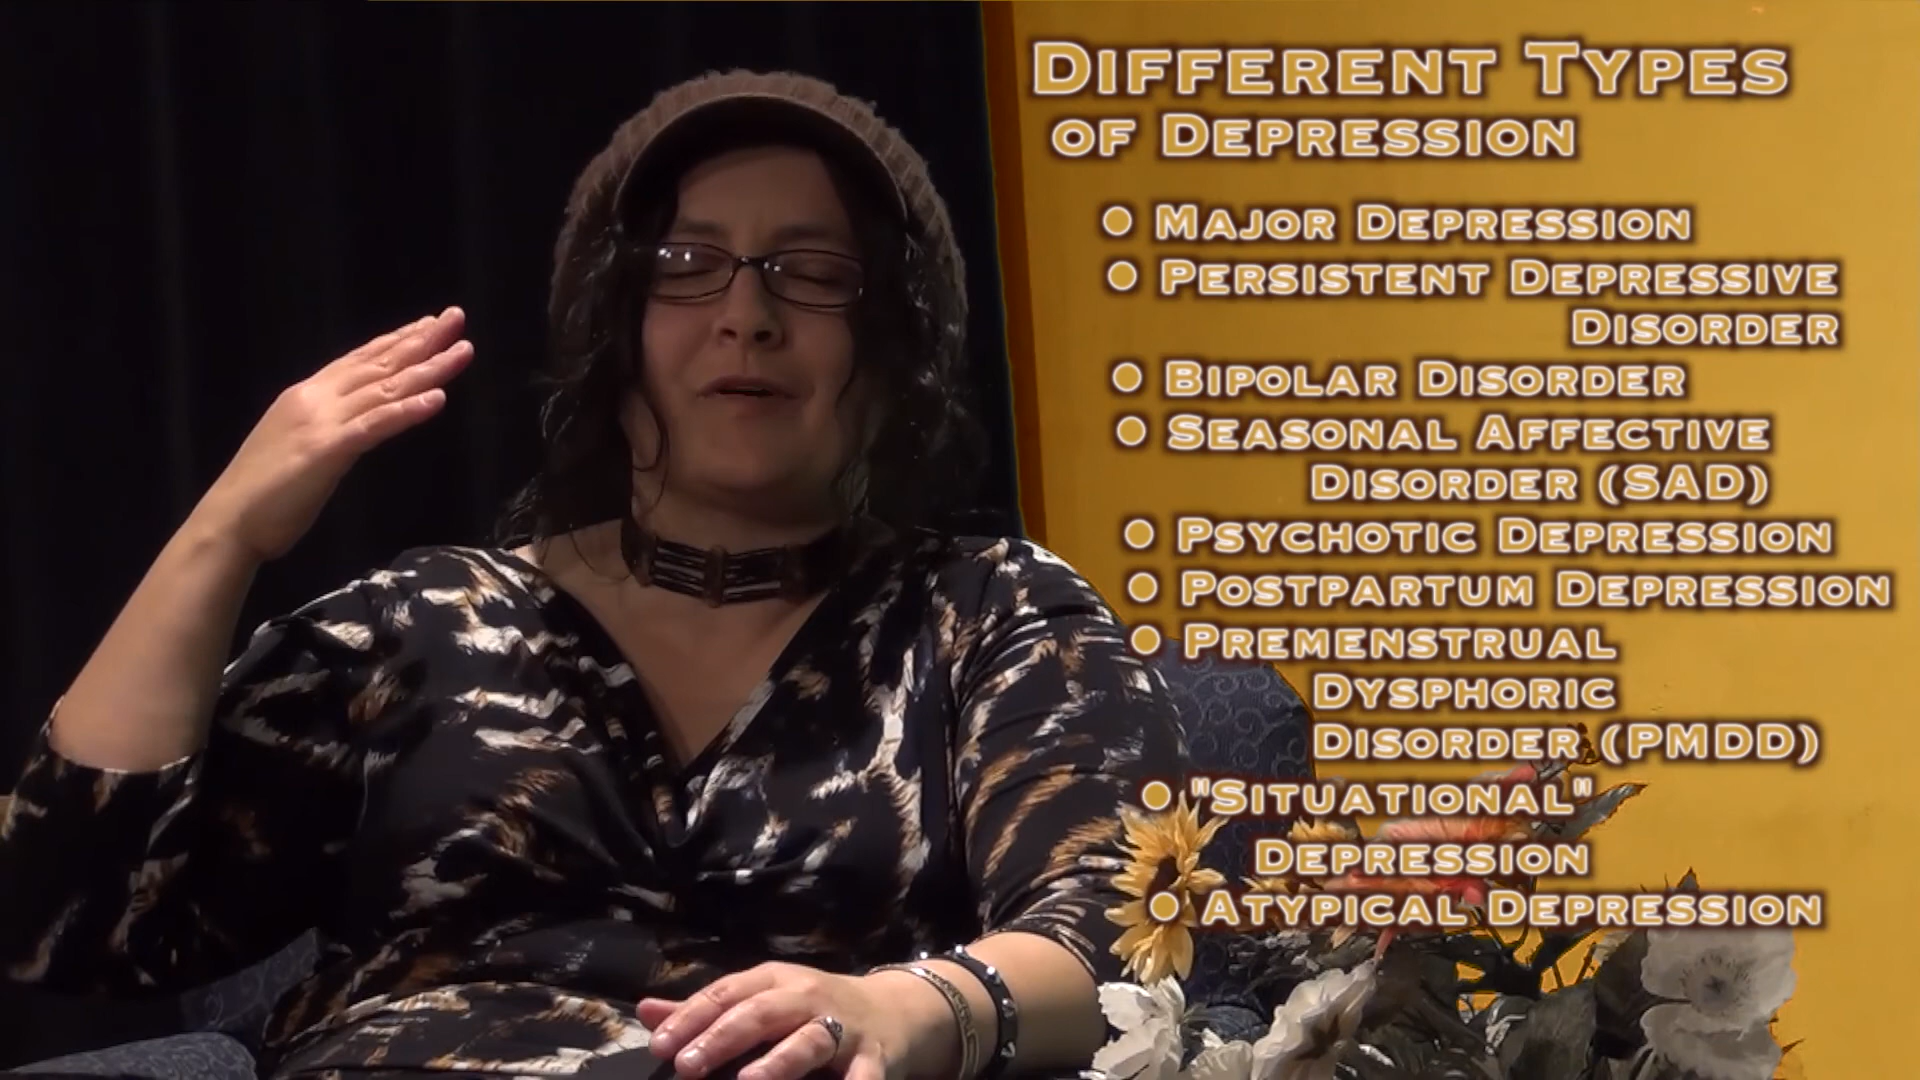 DIFFERENT TYPES
OF DEPRESSION
• MAJOR DEPRESSION
• PERSISTENT DEPRESSIVE
DISORDER
• BIPOLAR DISORDER
• SEASONAL AFFECTIVE
DISORDER (SAD)
• PSYCHOTIC DEPRESSION
• POSTPARTUM DEPRESSION
• PREMENSTRUAL
DYSPHORIC
DISORDER (PMDD)
• "SITUATIONAL"
DEPRESSION
• ATYPICAL DEPRESSION